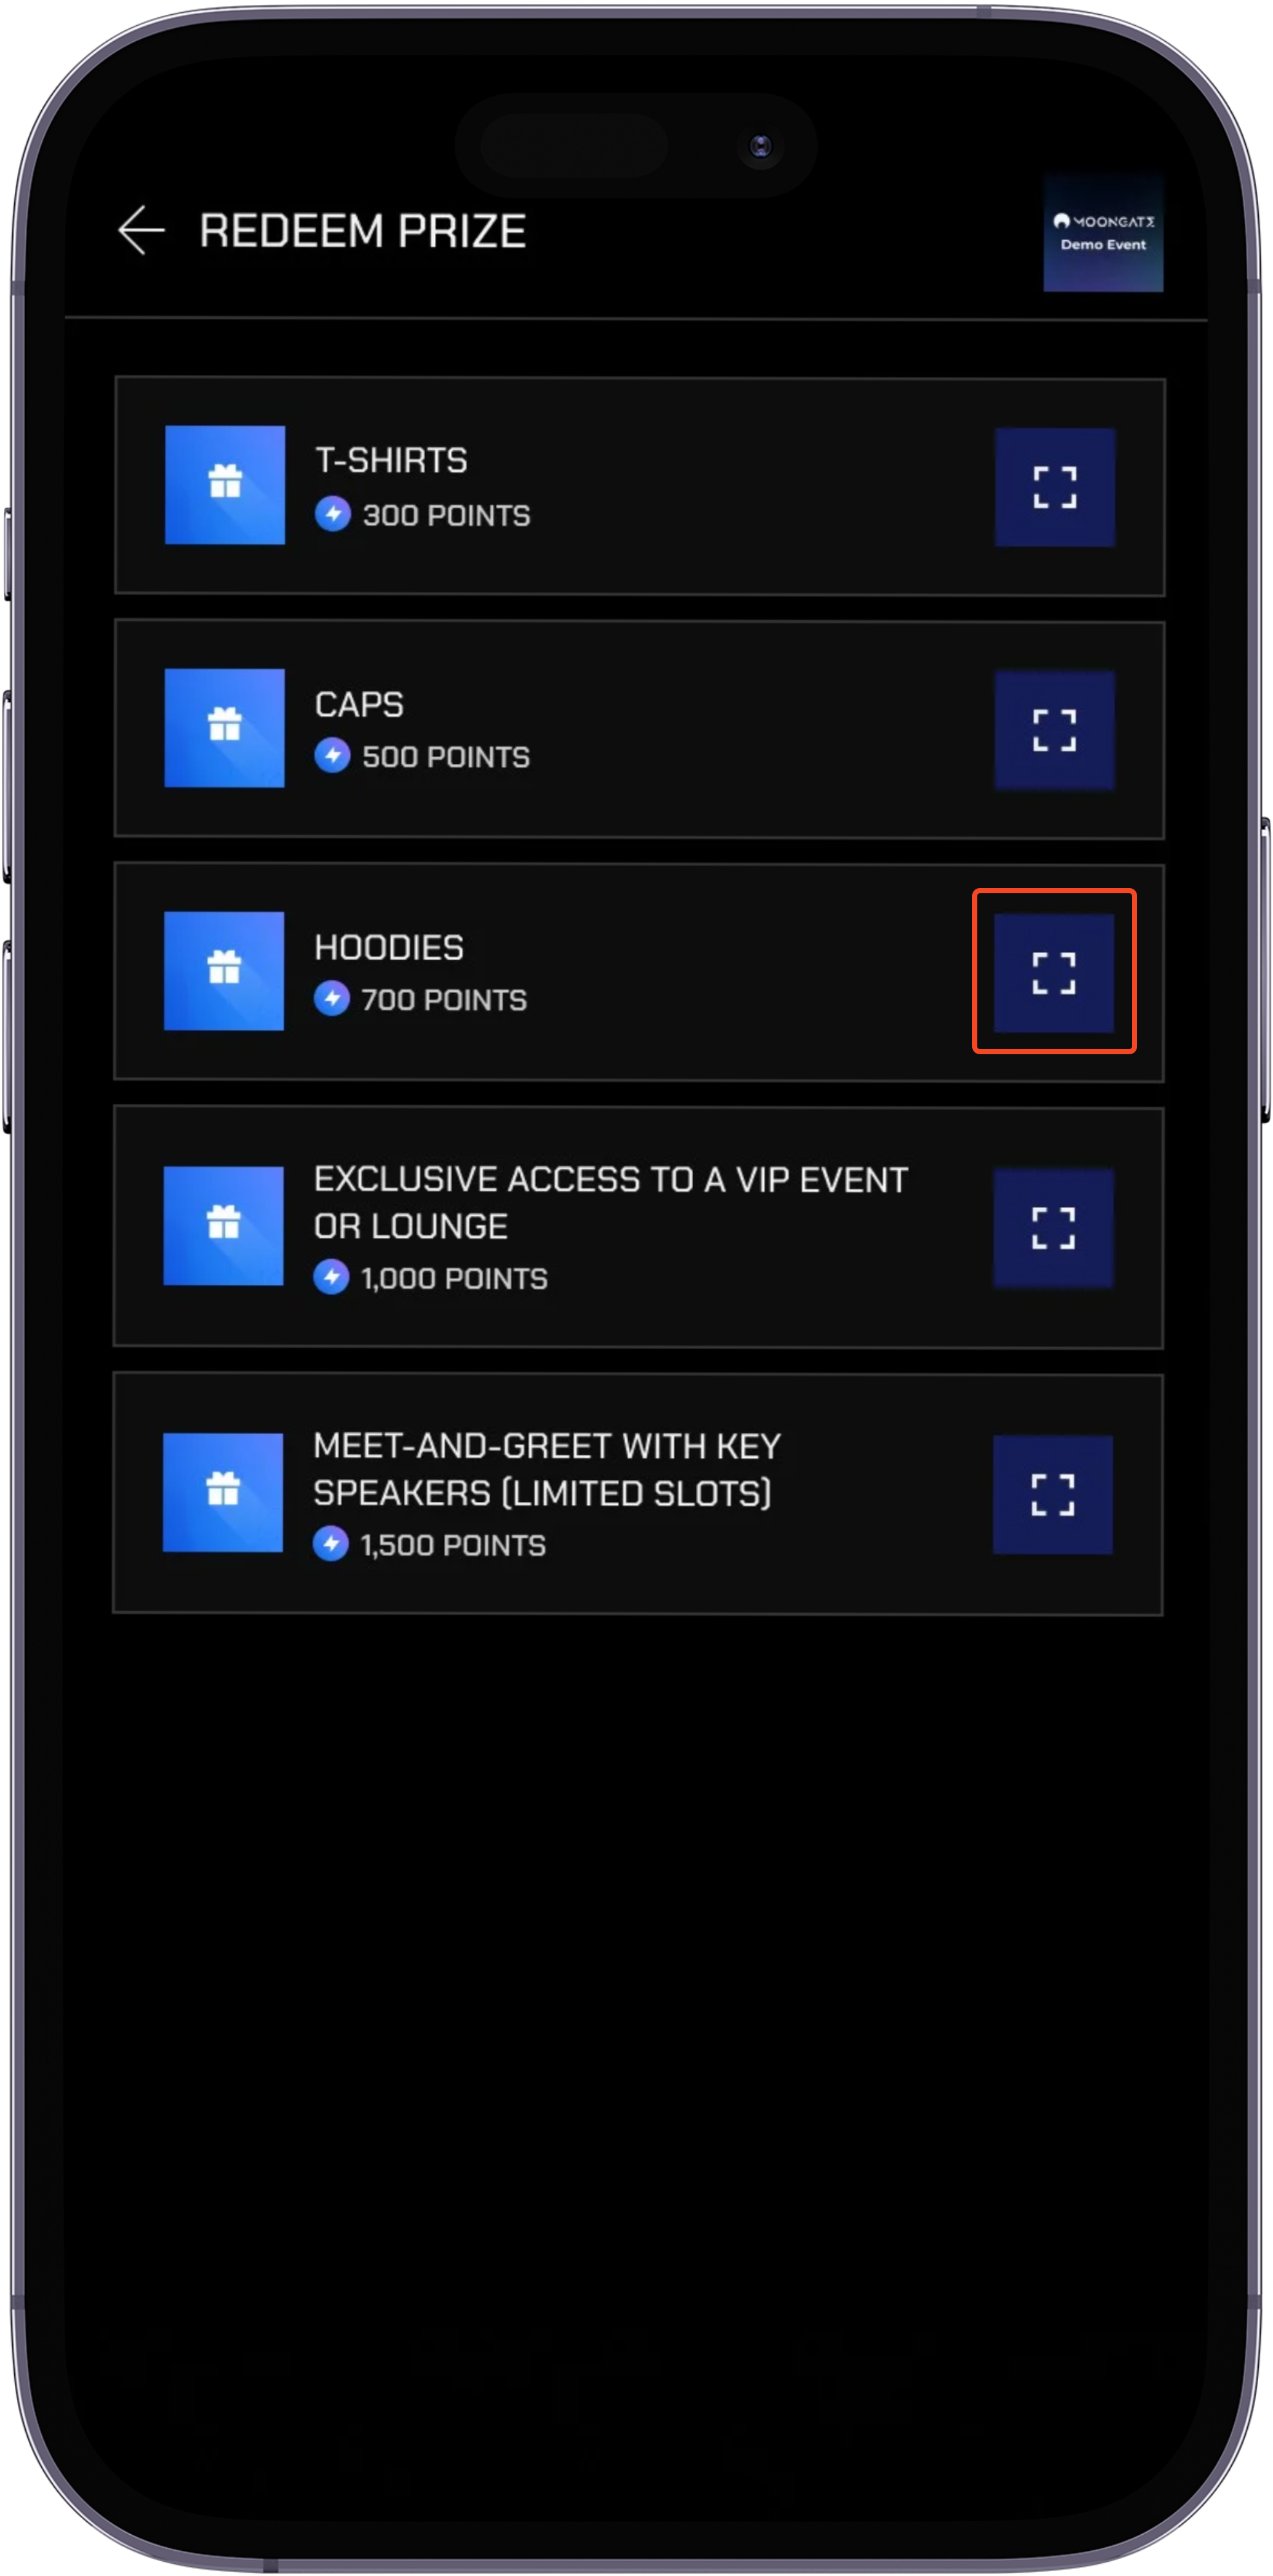 REDEEM PRIZE
MOONGATE
Demo Event
T-SHIRTS
300 POINTS
CAPS
500 POINTS
HOODIES
700 POINTS
EXCLUSIVE ACCESS TO A VIP EVENT
OR LOUNGE
1,000 POINTS
MEET-AND-GREET WITH KEY
SPEAKERS (LIMITED SLOTS)
1,500 POINTS